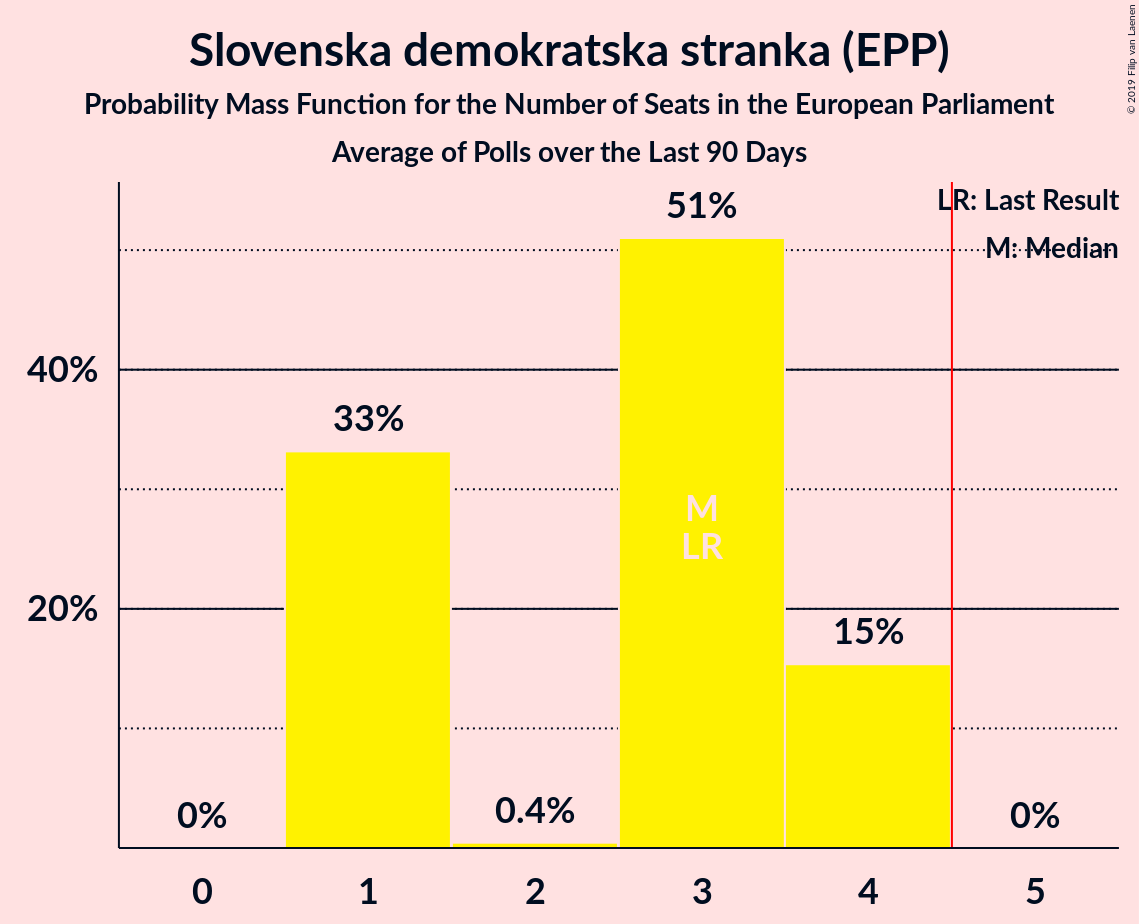 Slovenska demokratska stranka (EPP)
Probability Mass Function for the Number of Seats in the European Parliament
Average of Polls over the Last 90 Days
© 2019 Filip van Laenen
LR: Last Result
M: Median
51%
40%
33%
M
LR
20%
15%
0%
0.4%
0%
0 1 2 3 4 5